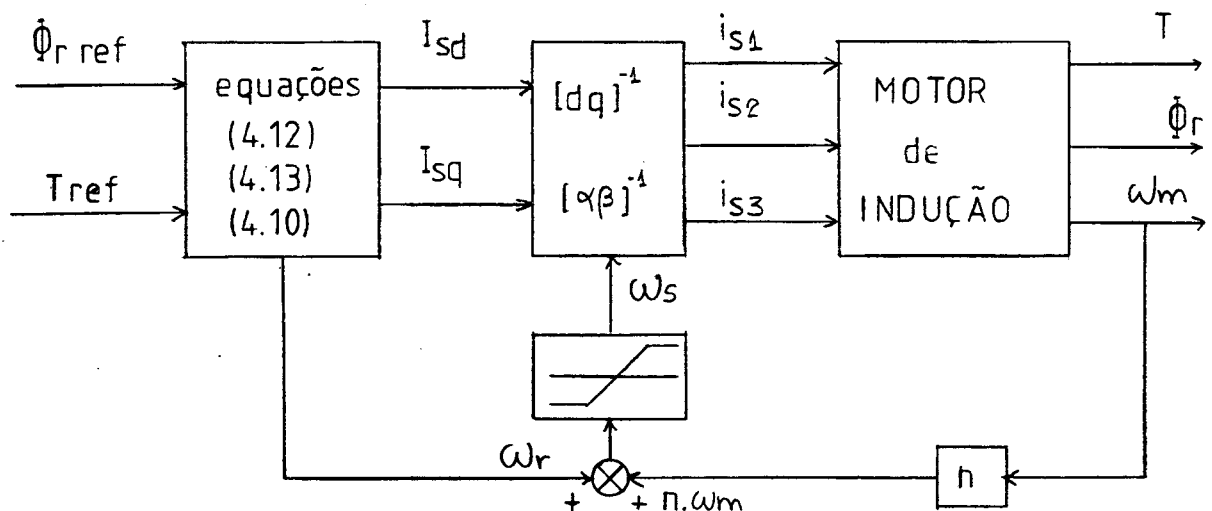 Φr ref
Tref
equações
(4.12)
(4.13)
(4.10)
Isd
Isq
[dq]⁻¹
[αβ]⁻¹
is1
is2
is3
MOTOR
de
INDUÇÃO
T
Φr
ωm
ωs
ωr
+
+ n.ωm
n